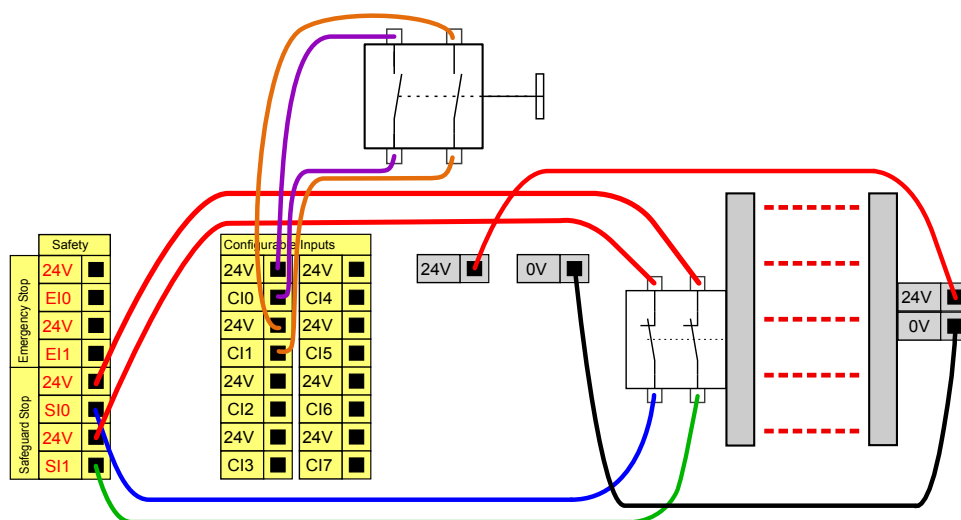 Safety
Emergency Stop
24V
EI0
24V
EI1
Safeguard Stop
24V
SI0
24V
SI1
Configurable Inputs
24V 24V
CI0 CI4
24V 24V
CI1 CI5
24V 24V
CI2 CI6
24V 24V
CI3 CI7
24V
0V
24V
0V